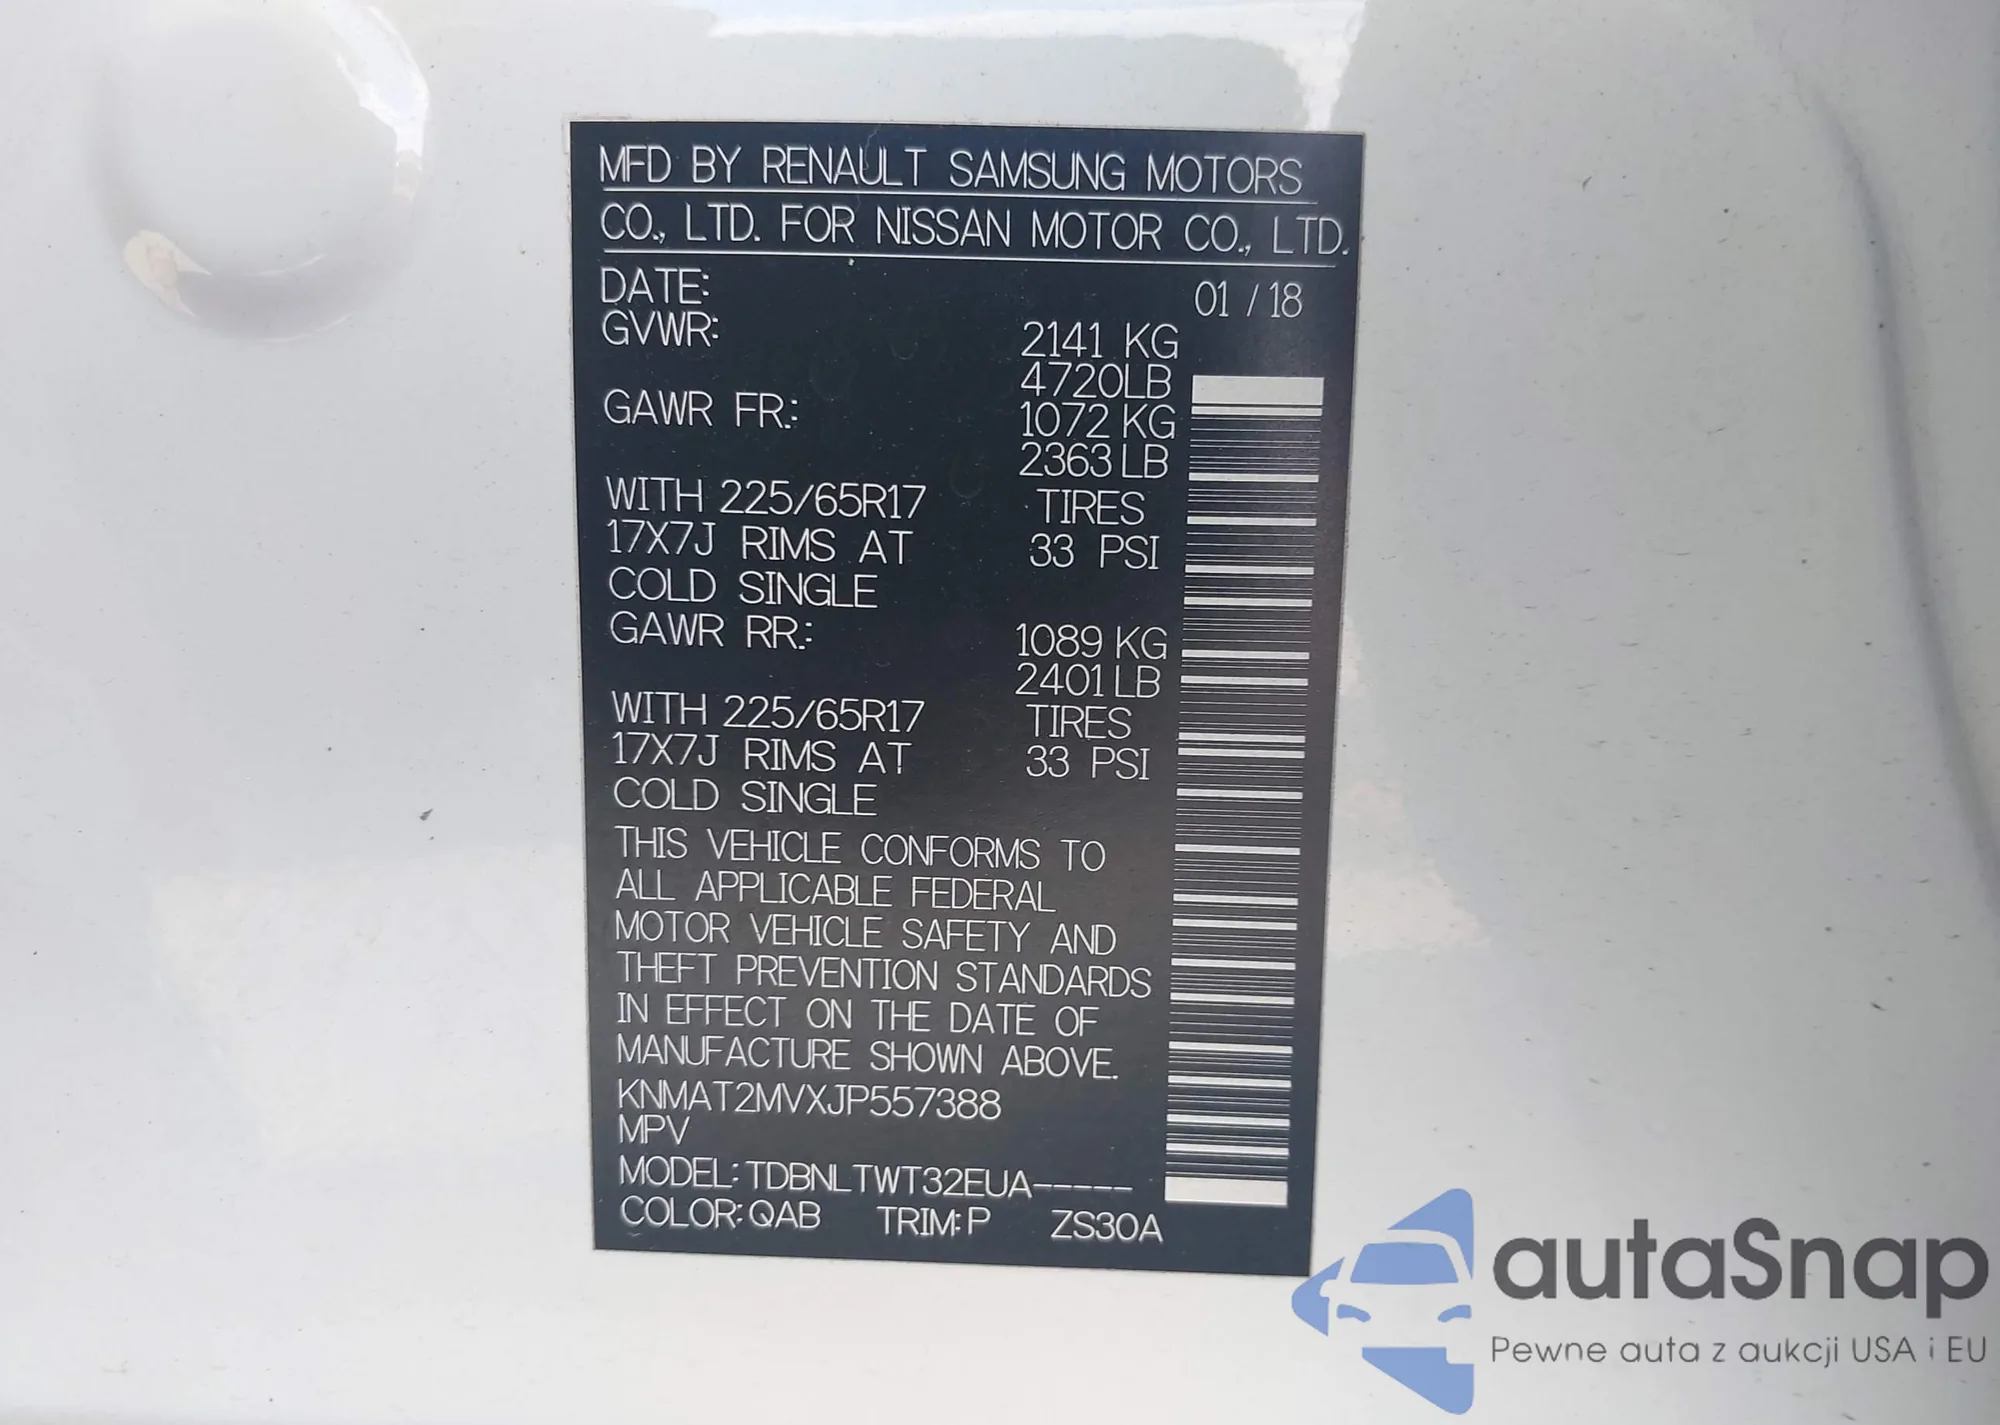 MFD BY RENAULT SAMSUNG MOTORS
CO., LTD. FOR NISSAN MOTOR CO., LTD.
DATE: 01 / 18
GVWR: 2141 KG
4720LB
GAWR FR.: 1072 KG
2363 LB
WITH 225/65R17 TIRES
17X7J RIMS AT 33 PSI
COLD SINGLE
GAWR RR.: 1089 KG
2401 LB
WITH 225/65R17 TIRES
17X7J RIMS AT 33 PSI
COLD SINGLE
THIS VEHICLE CONFORMS TO
ALL APPLICABLE FEDERAL
MOTOR VEHICLE SAFETY AND
THEFT PREVENTION STANDARDS
IN EFFECT ON THE DATE OF
MANUFACTURE SHOWN ABOVE.
KNMAT2MVXJP557388
MPV
MODEL: TDBNLTWT32EUA-----
COLOR: QAB TRIM: P ZS30A
autaSnap
Pewne auta z aukcji USA i EU